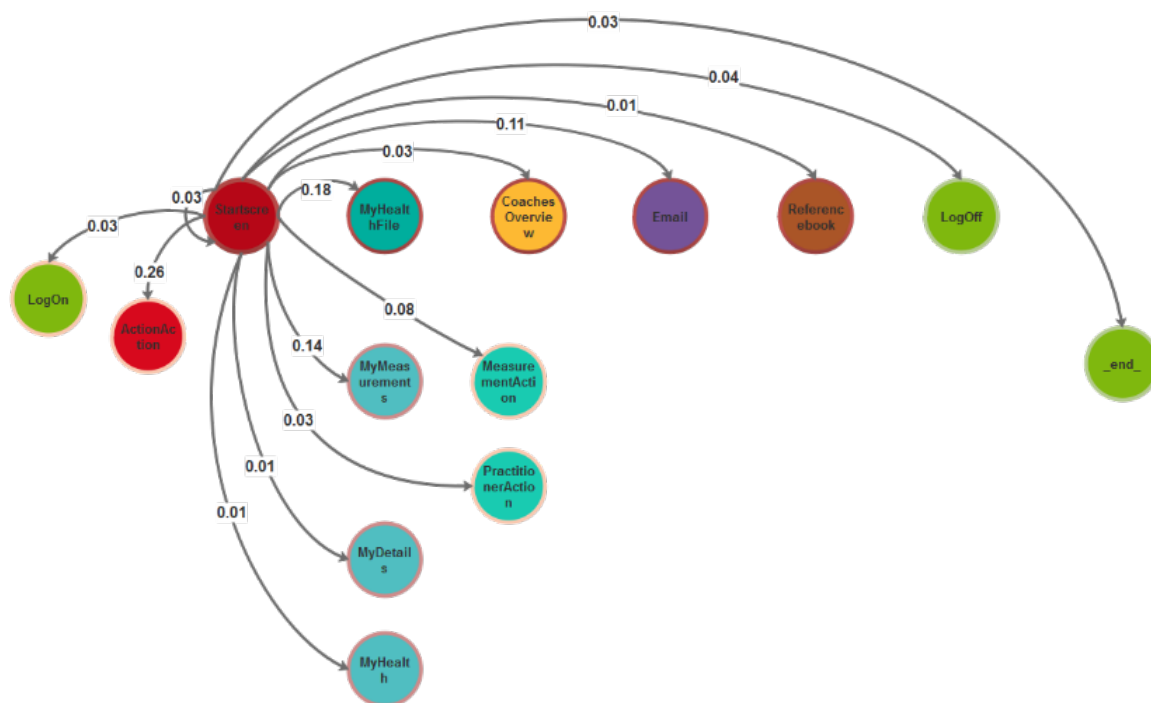 0.03
0.04
0.01
0.11
0.03
0.18
0.03
Startscre
en
MyHeal
thFile
Coaches
Overvie
w
Email
Referenc
ebook
LogOff
0.03
0.26
LogOn
ActionAc
tion
0.08
0.14
MyMeas
urement
s
Measure
mentActi
on
_end_
0.03
0.01
Practitio
nerActio
n
0.01
MyDetail
s
MyHealt
h